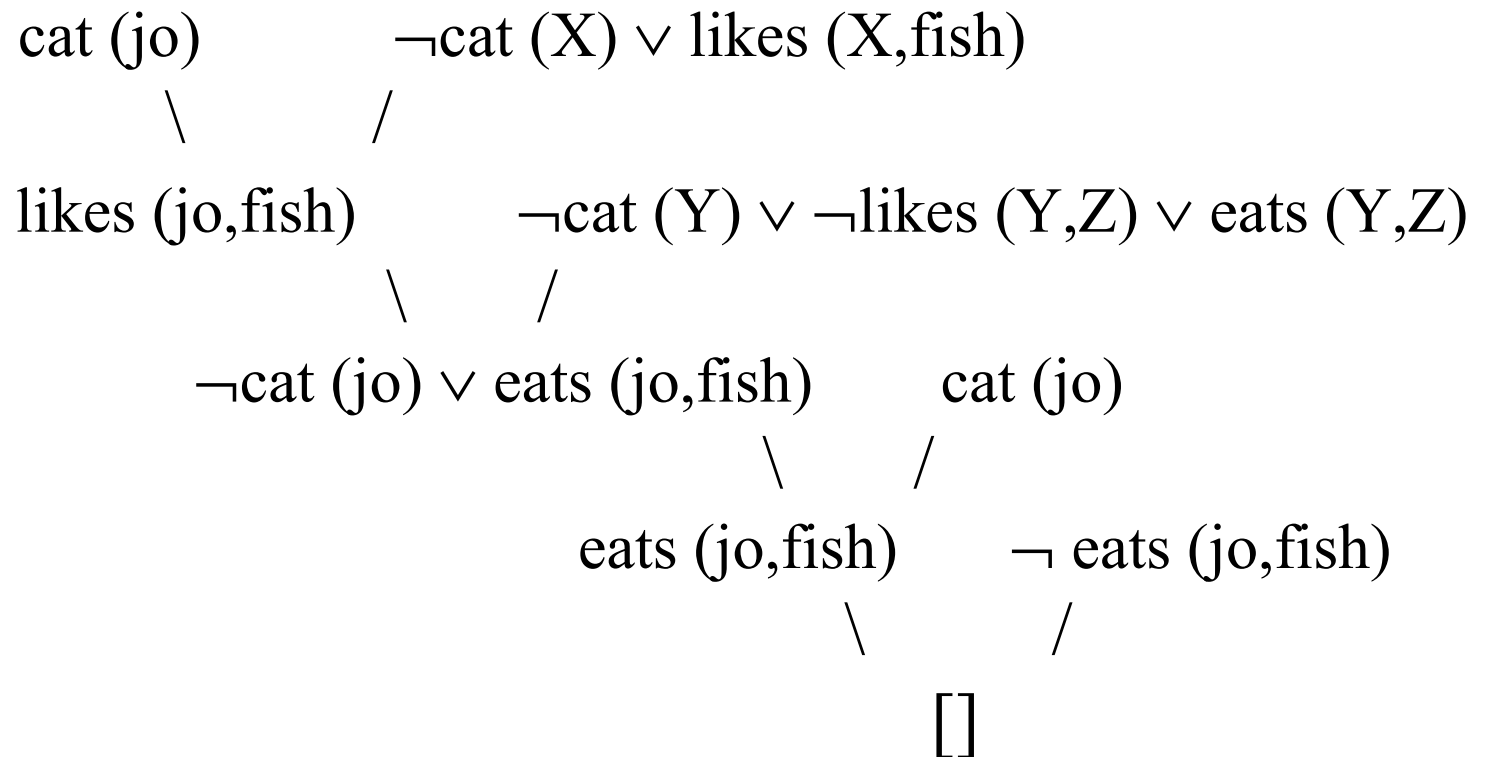 cat (jo) ¬cat (X) ∨ likes (X,fish)
\ /
likes (jo,fish) ¬cat (Y) ∨ ¬likes (Y,Z) ∨ eats (Y,Z)
\ /
¬cat (jo) ∨ eats (jo,fish) cat (jo)
\ /
eats (jo,fish) ¬ eats (jo,fish)
\ /
[]